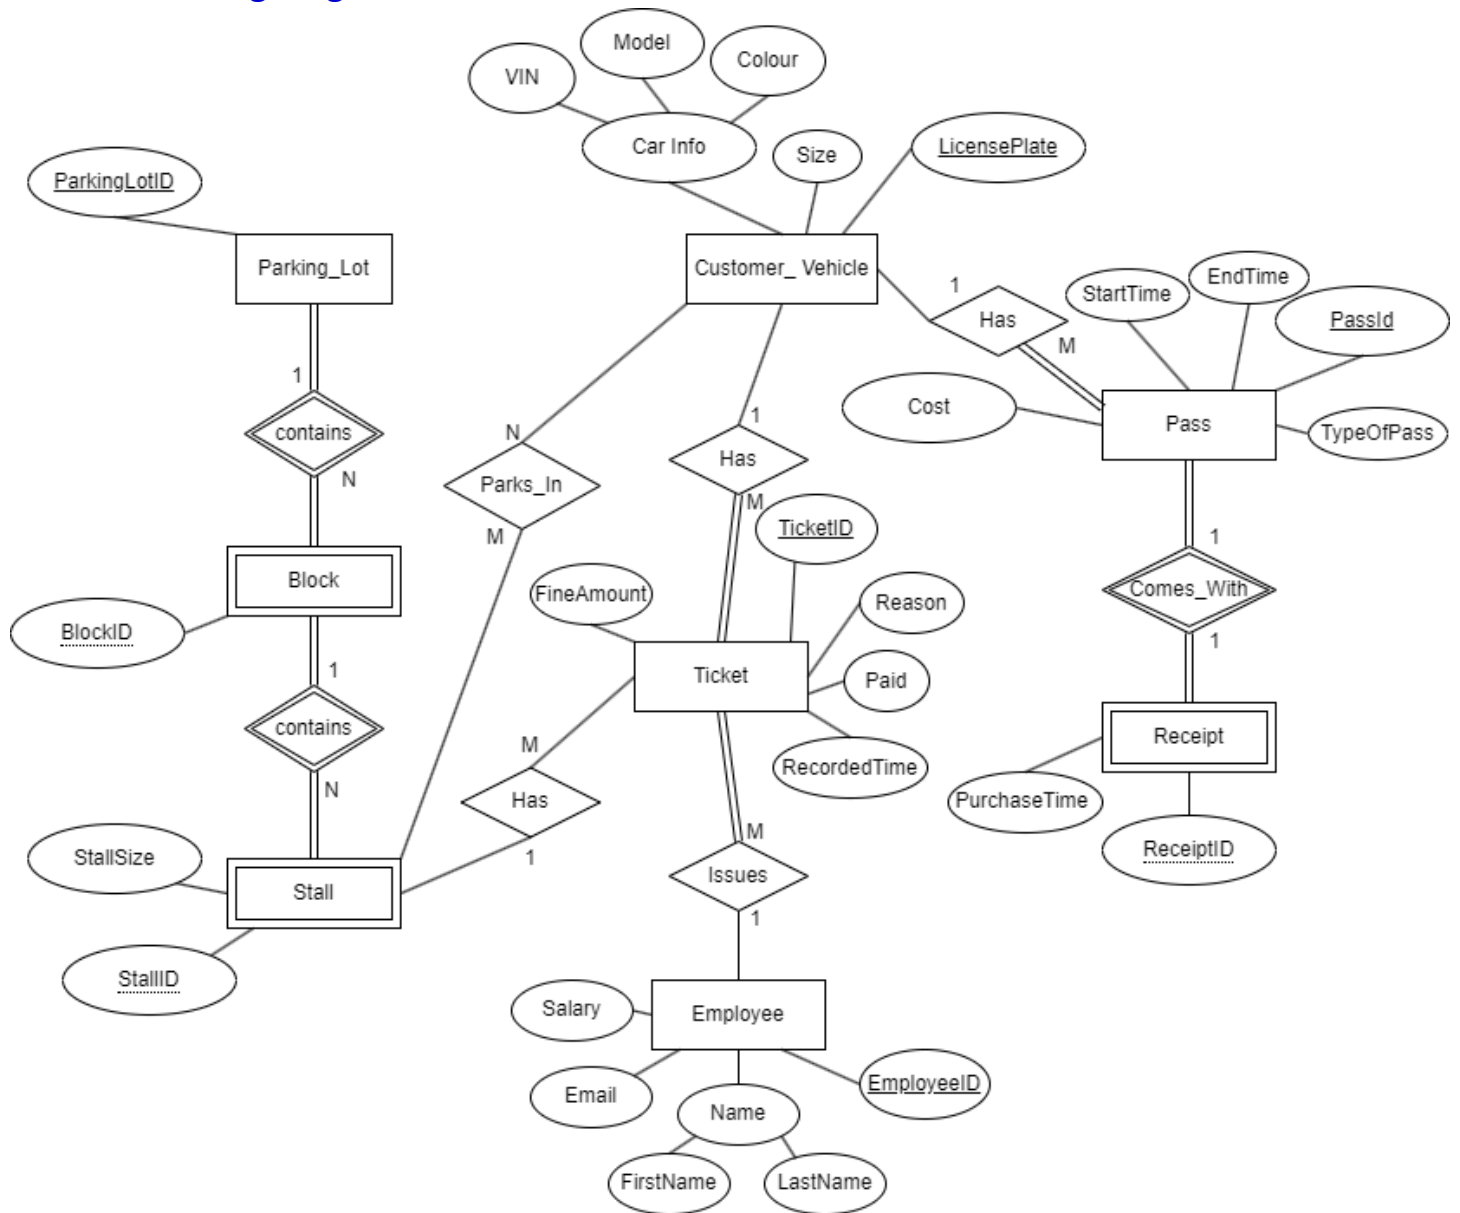 Model
Colour
VIN
Car Info
Size
LicensePlate
ParkingLotID
Parking_Lot
Customer_ Vehicle
EndTime
StartTime
PassId
1
Has
M
1
contains
N
Cost
Pass
TypeOfPass
N
Parks_In
M
1
Has
M
TicketID
1
Comes_With
1
Block
BlockID
FineAmount
Reason
Ticket
Paid
RecordedTime
1
contains
N
M
Has
1
Receipt
PurchaseTime
ReceiptID
StallSize
Stall
StallID
M
Issues
1
Salary
Employee
Email
Name
EmployeeID
FirstName
LastName